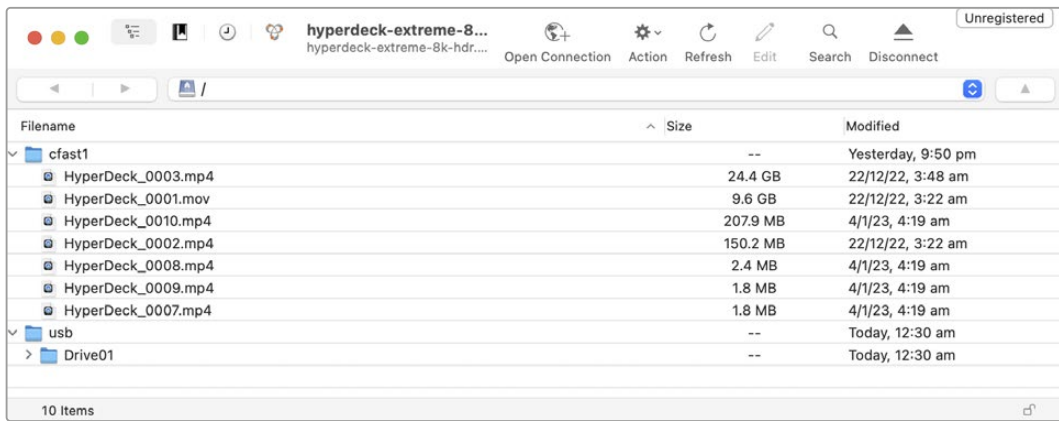 Unregistered
hyperdeck-extreme-8...
hyperdeck-extreme-8k-hdr....
Open Connection Action Refresh Edit Search Disconnect
/
Filename Size Modified
cfast1 -- Yesterday, 9:50 pm
HyperDeck_0003.mp4 24.4 GB 22/12/22, 3:48 am
HyperDeck_0001.mov 9.6 GB 22/12/22, 3:22 am
HyperDeck_0010.mp4 207.9 MB 4/1/23, 4:19 am
HyperDeck_0002.mp4 150.2 MB 22/12/22, 3:22 am
HyperDeck_0008.mp4 2.4 MB 4/1/23, 4:19 am
HyperDeck_0009.mp4 1.8 MB 4/1/23, 4:19 am
HyperDeck_0007.mp4 1.8 MB 4/1/23, 4:19 am
usb -- Today, 12:30 am
Drive01 -- Today, 12:30 am
10 Items